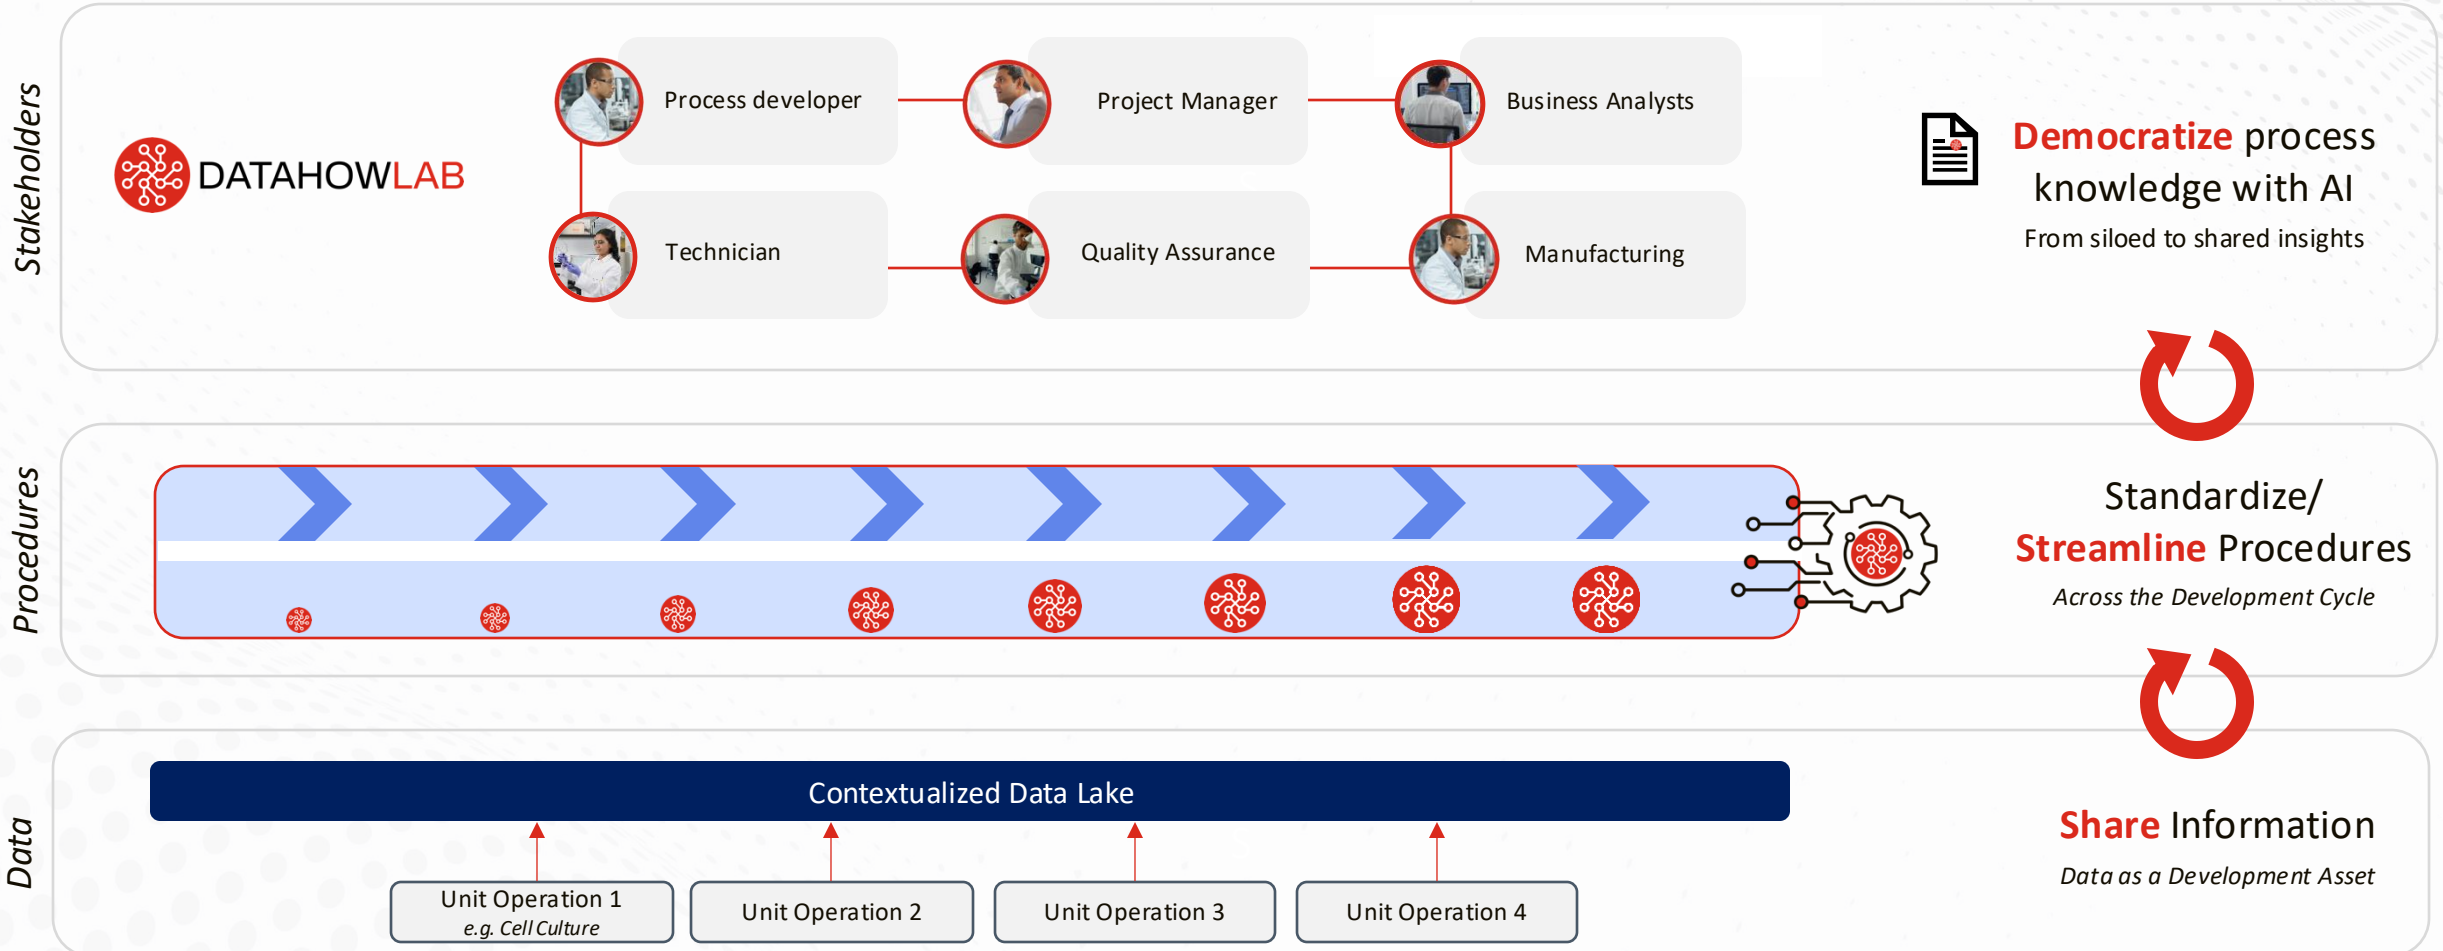 Stakeholders
DATAHOWLAB
Process developer
Project Manager
Business Analysts
Technician
Quality Assurance
Manufacturing
Democratize process
knowledge with AI
From siloed to shared insights
Procedures
Standardize/
Streamline Procedures
Across the Development Cycle
Data
Contextualized Data Lake
Unit Operation 1
e.g. Cell Culture
Unit Operation 2
Unit Operation 3
Unit Operation 4
Share Information
Data as a Development Asset